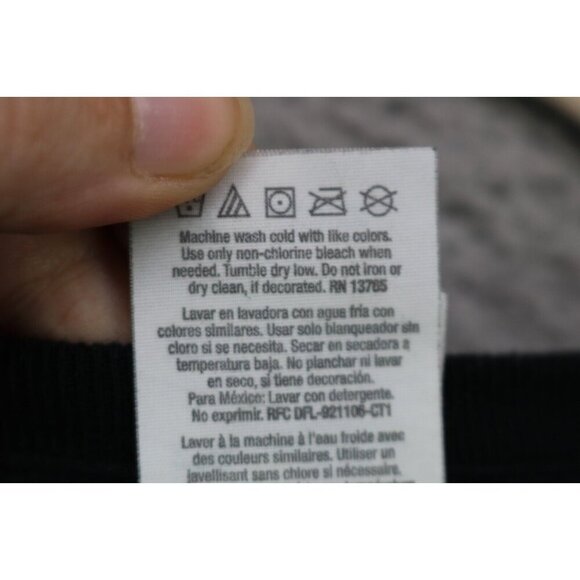 Machine wash cold with like colors.
Use only non-chlorine bleach when
needed. Tumble dry low. Do not iron or
dry clean, if decorated. RN 13765
Lavar en lavadora con agua fría con
colores similares. Usar solo blanqueador sin
cloro si se necesita. Secar en secadora a
temperatura baja. No planchar ni lavar
en seco, si tiene decoración.
Para México: Lavar con detergente.
No exprimir. RFC DFL-921106-CT1
Laver à la machine à l'eau froide avec
des couleurs similaires. Utiliser un
javellisant sans chlore si nécessaire.